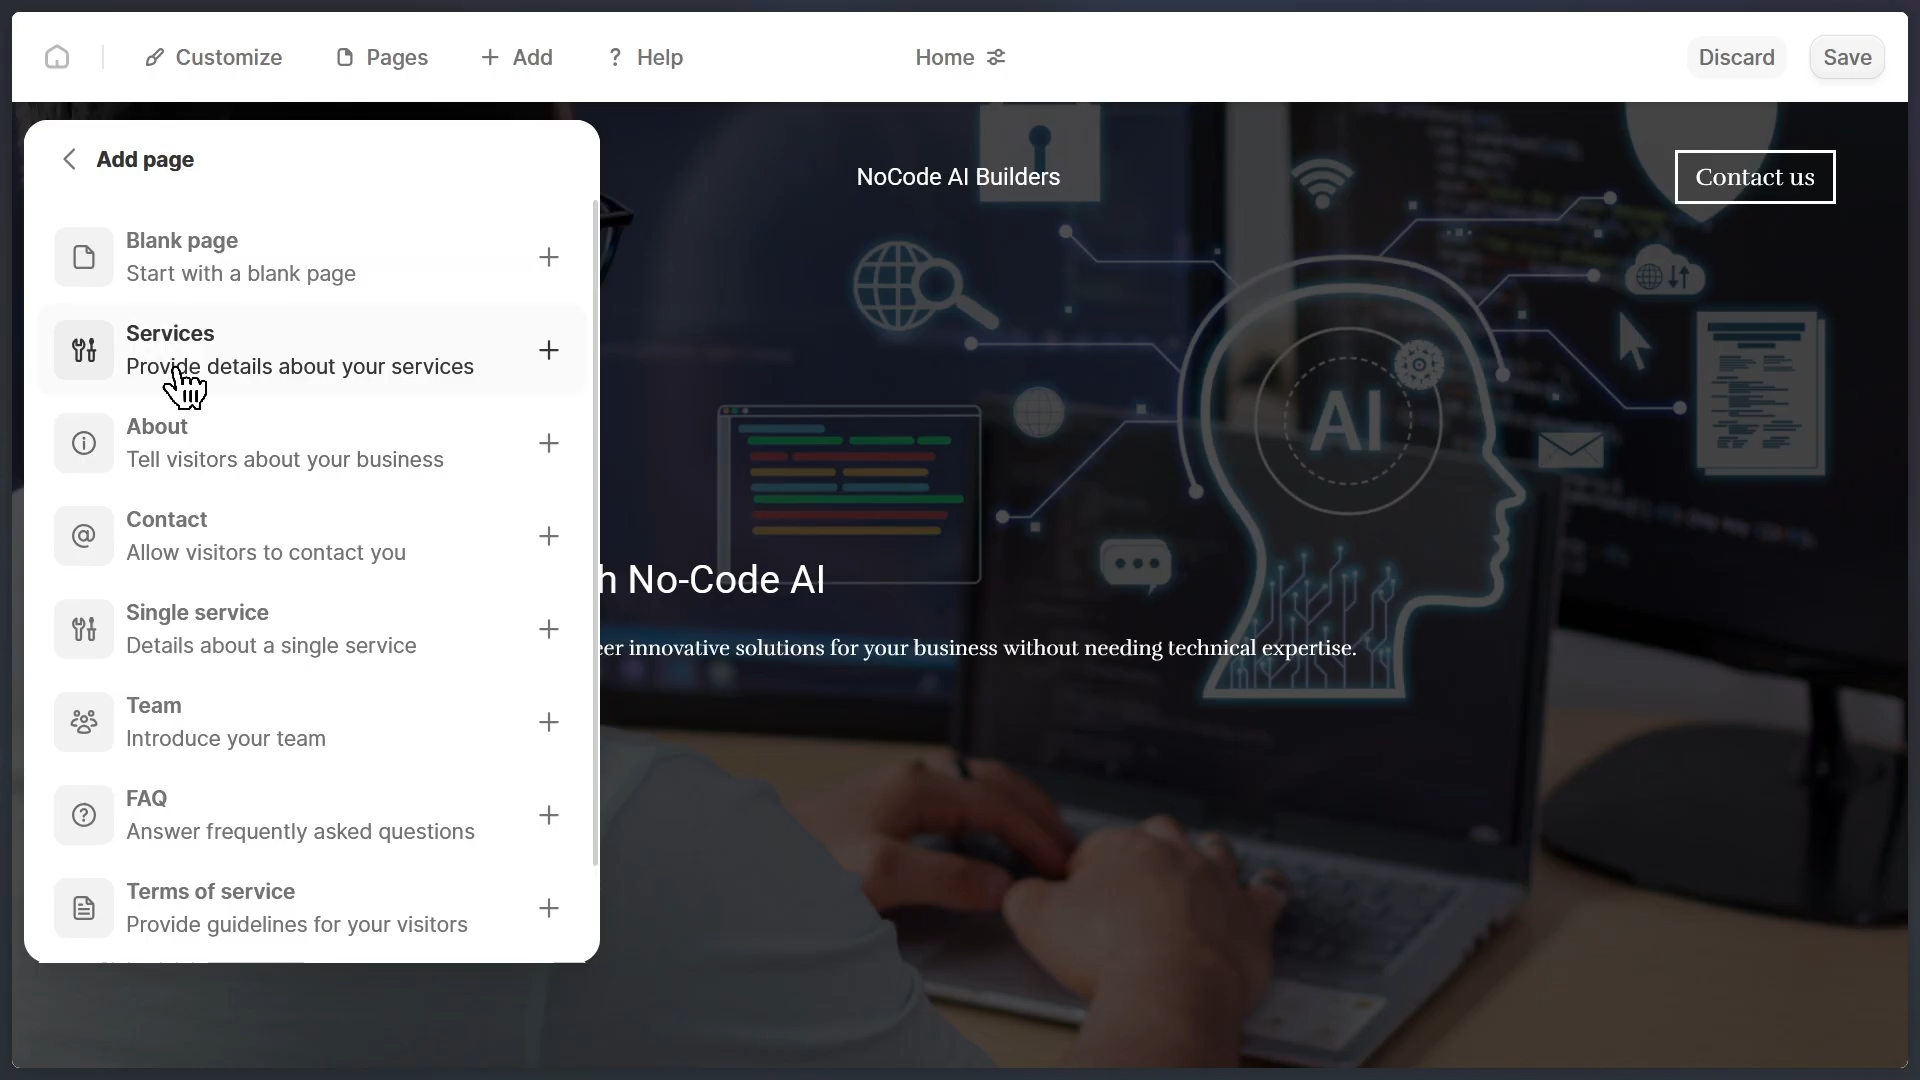 Customize
Pages
Add
? Help
Home
Discard
Save
Add page
Blank page
Start with a blank page
Services
Provide details about your services
About
Tell visitors about your business
Contact
Allow visitors to contact you
Single service
Details about a single service
Team
Introduce your team
FAQ
Answer frequently asked questions
Terms of service
Provide guidelines for your visitors
NoCode AI Builders
Contact us
AI
No-Code AI
innovative solutions for your business without needing technical expertise.